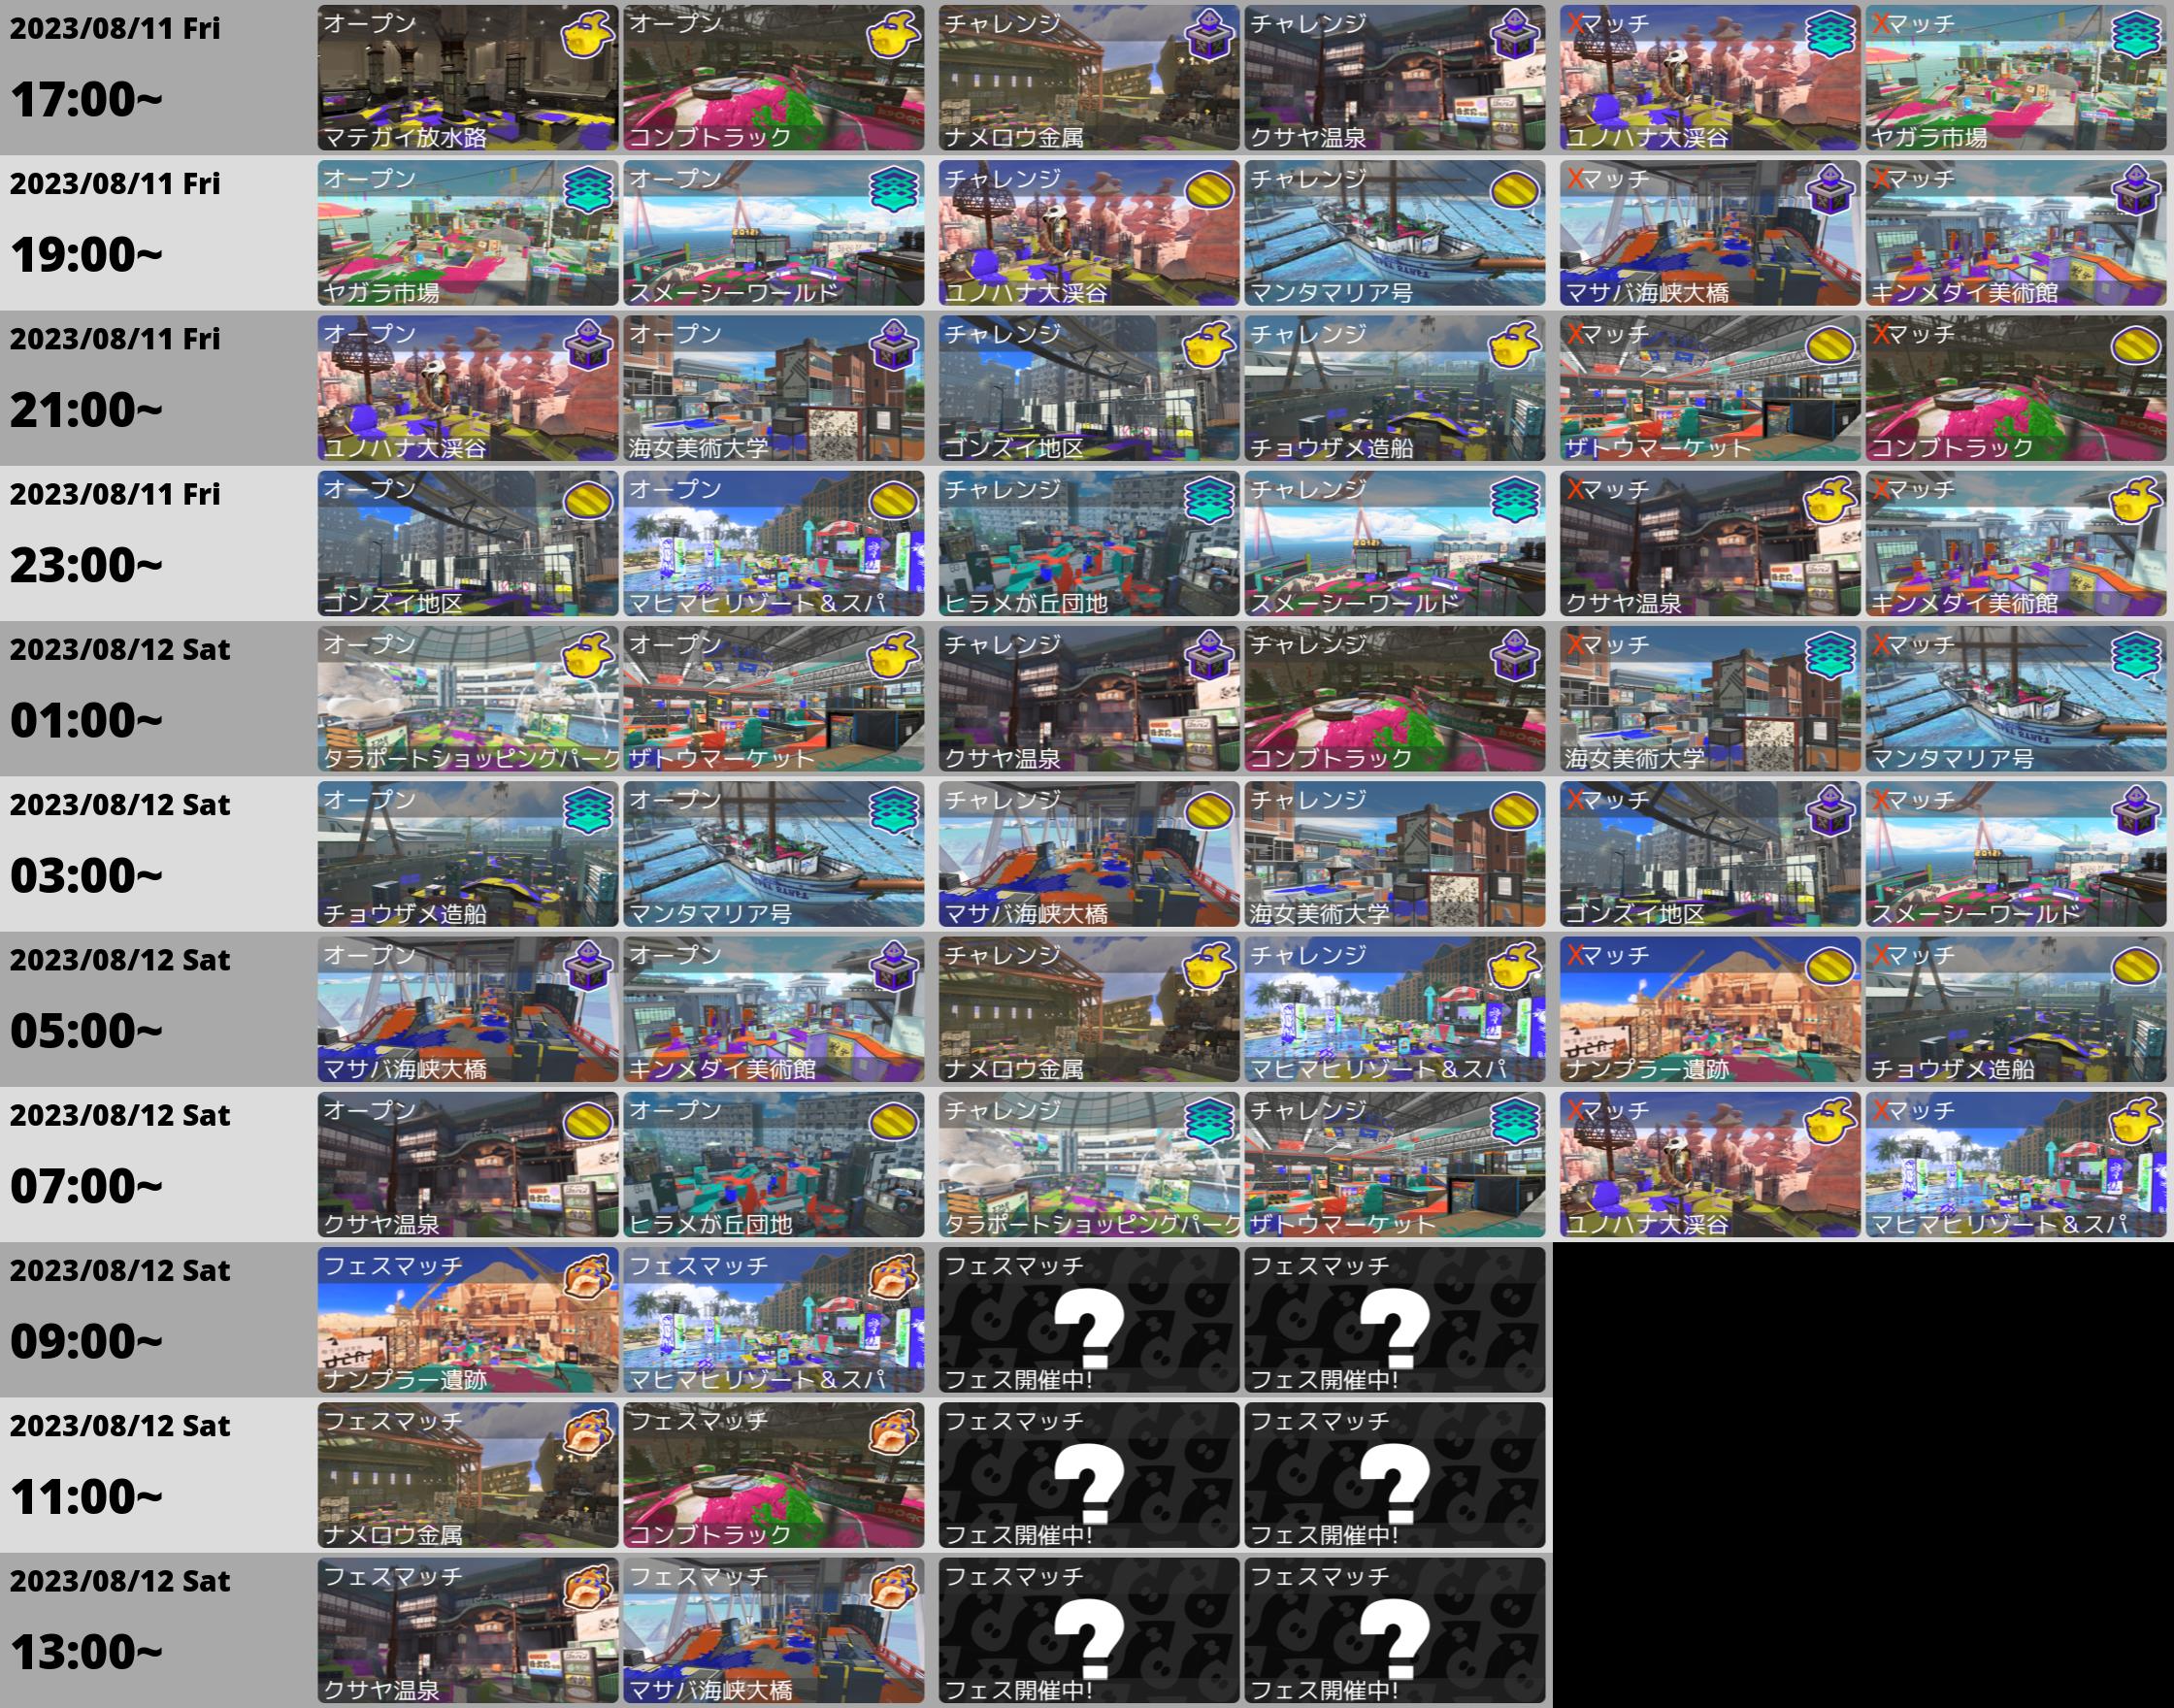 2023/08/11 Fri
17:00~
オープン
マテガイ放水路
オープン
コンブトラック
チャレンジ
ナメロウ金属
チャレンジ
クサヤ温泉
Xマッチ
ユノハナ大渓谷
Xマッチ
ヤガラ市場
2023/08/11 Fri
19:00~
オープン
ヤガラ市場
オープン
スメーシーワールド
チャレンジ
ユノハナ大渓谷
チャレンジ
マンタマリア号
Xマッチ
マサバ海峡大橋
Xマッチ
キンメダイ美術館
2023/08/11 Fri
21:00~
オープン
ユノハナ大渓谷
オープン
海女美術大学
チャレンジ
ゴンズイ地区
チャレンジ
チョウザメ造船
Xマッチ
ザトウマーケット
Xマッチ
コンブトラック
2023/08/11 Fri
23:00~
オープン
ゴンズイ地区
オープン
マヒマヒリゾート&スパ
チャレンジ
ヒラメが丘団地
チャレンジ
スメーシーワールド
Xマッチ
クサヤ温泉
Xマッチ
キンメダイ美術館
2023/08/12 Sat
01:00~
オープン
タラポートショッピングパーク
オープン
ザトウマーケット
チャレンジ
クサヤ温泉
チャレンジ
コンブトラック
Xマッチ
海女美術大学
Xマッチ
マンタマリア号
2023/08/12 Sat
03:00~
オープン
チョウザメ造船
オープン
マンタマリア号
チャレンジ
マサバ海峡大橋
チャレンジ
海女美術大学
Xマッチ
ゴンズイ地区
Xマッチ
スメーシーワールド
2023/08/12 Sat
05:00~
オープン
マサバ海峡大橋
オープン
キンメダイ美術館
チャレンジ
ナメロウ金属
チャレンジ
マヒマヒリゾート&スパ
Xマッチ
ナンプラー遺跡
Xマッチ
チョウザメ造船
2023/08/12 Sat
07:00~
オープン
クサヤ温泉
オープン
ヒラメが丘団地
チャレンジ
タラポートショッピングパーク
チャレンジ
ザトウマーケット
Xマッチ
ユノハナ大渓谷
Xマッチ
マヒマヒリゾート&スパ
2023/08/12 Sat
09:00~
フェスマッチ
ナンプラー遺跡
フェスマッチ
マヒマヒリゾート&スパ
フェスマッチ
?
フェス開催中!
フェスマッチ
?
フェス開催中!
2023/08/12 Sat
11:00~
フェスマッチ
ナメロウ金属
フェスマッチ
コンブトラック
フェスマッチ
?
フェス開催中!
フェスマッチ
?
フェス開催中!
2023/08/12 Sat
13:00~
フェスマッチ
クサヤ温泉
フェスマッチ
マサバ海峡大橋
フェスマッチ
?
フェス開催中!
フェスマッチ
?
フェス開催中!